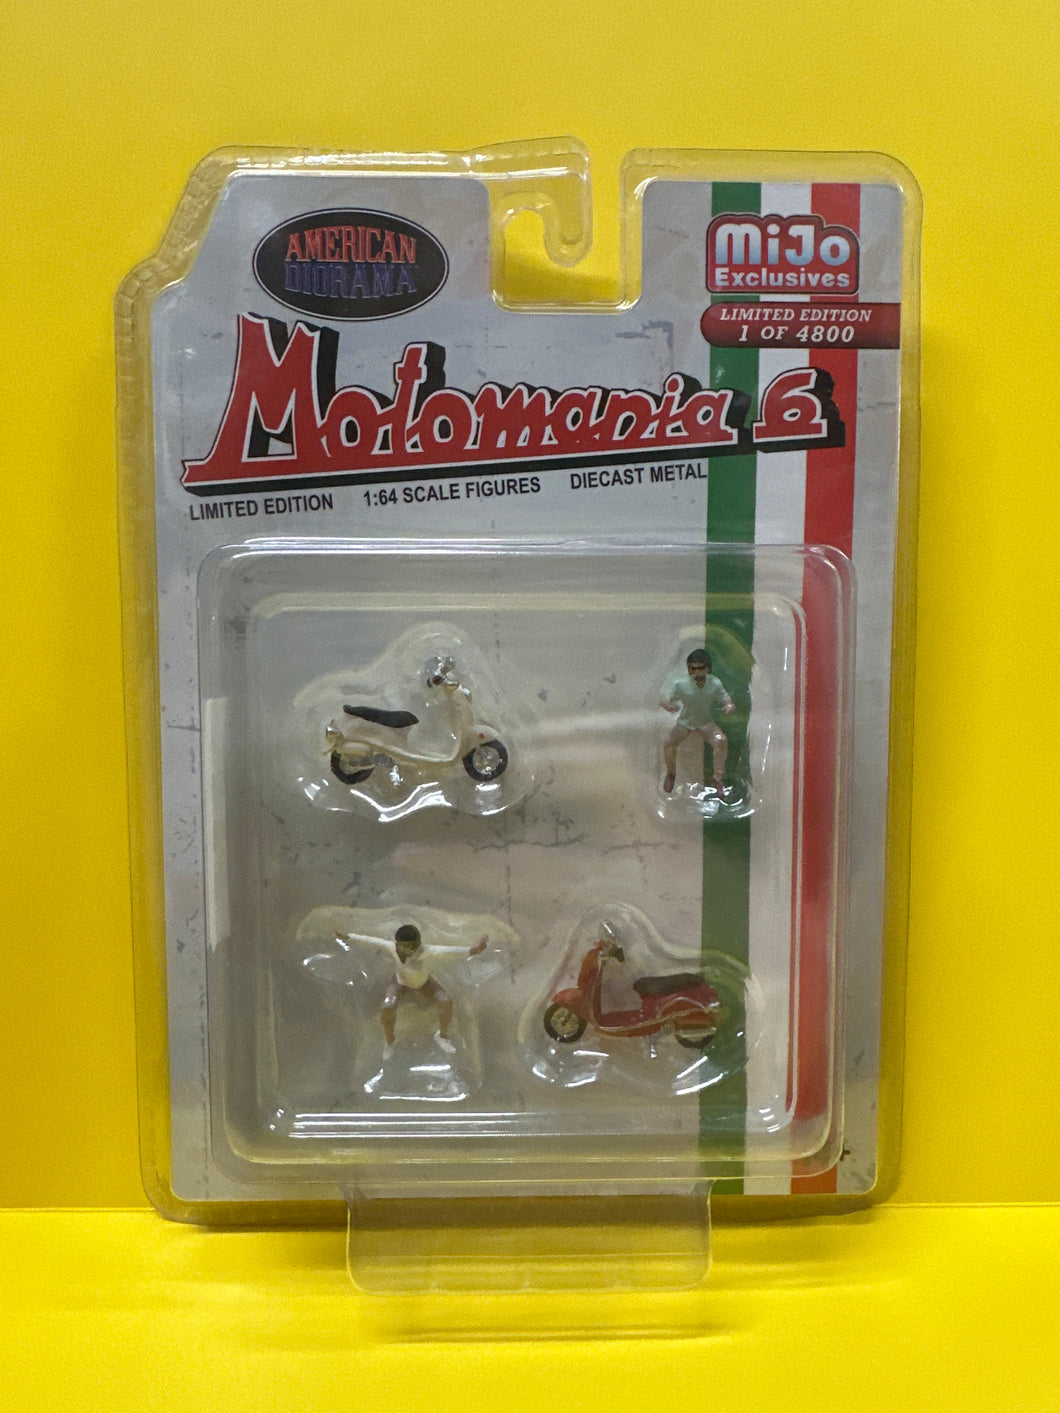 AMERICAN
DIORAMA
MiJo
Exclusives
LIMITED EDITION
1 OF 4800
Motomania 6
LIMITED EDITION 1:64 SCALE FIGURES DIECAST METAL